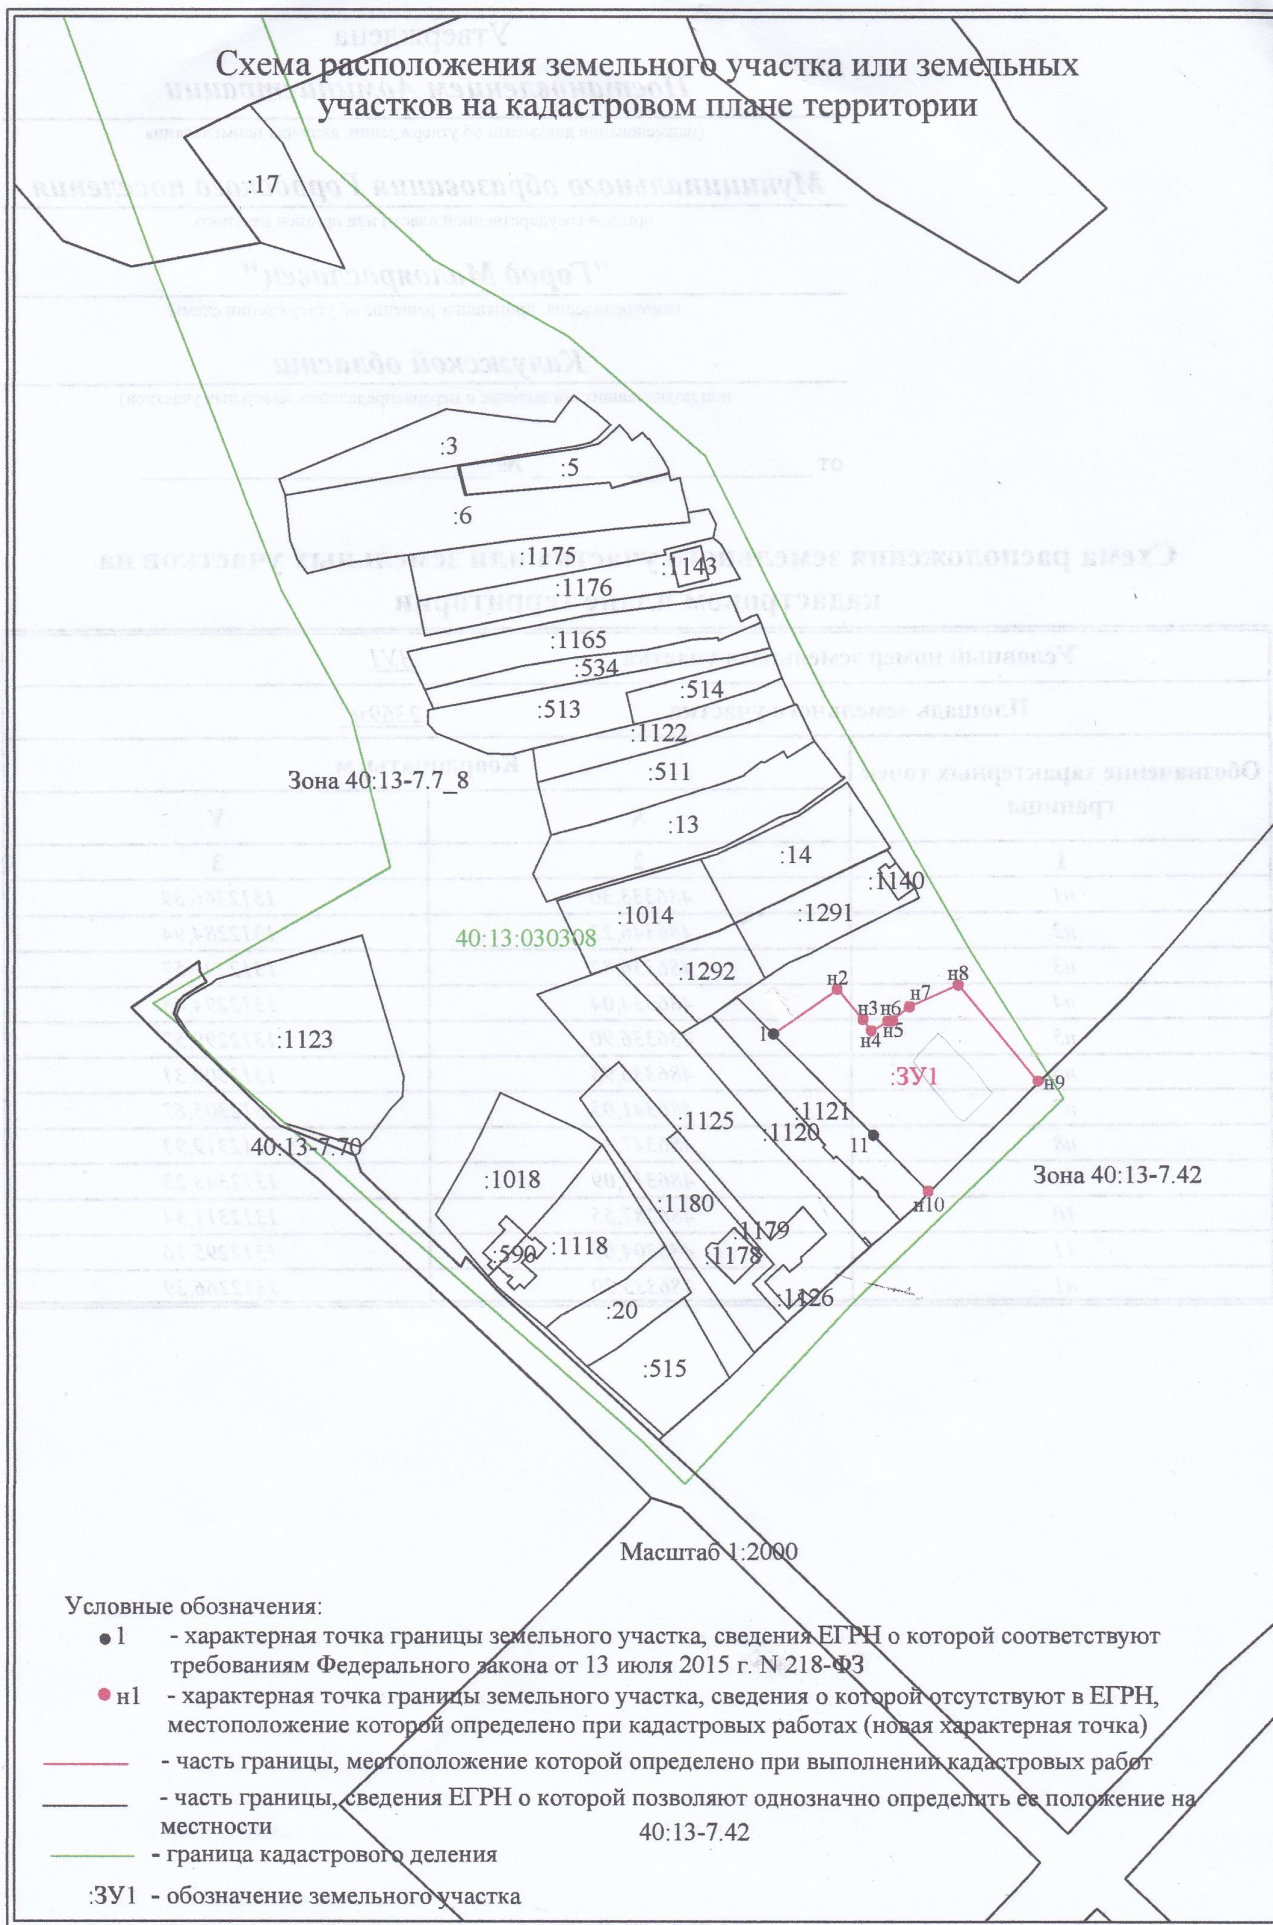 Схема расположения земельного участка или земельных
участков на кадастровом плане территории
:17
:3
:5
:6
:1175
:1143
:1176
:1165
:534
:514
:513
:1122
Зона 40:13-7.7_8
:511
:13
:14
:1140
:1014
:1291
40:13:030308
:1292
н2
н8
н7
н3
н6
н5
н4
1
:1123
:ЗУ1
н9
:1121
:1125
:1120
11
40:13-7.70
Зона 40:13-7.42
:1018
:1180
н10
:1179
:590
:1118
:1178
:1126
:20
:515
Масштаб 1:2000
Условные обозначения:
1 - характерная точка границы земельного участка, сведения ЕГРН о которой соответствуют
требованиям Федерального закона от 13 июля 2015 г. N 218-ФЗ
н1 - характерная точка границы земельного участка, сведения о которой отсутствуют в ЕГРН,
местоположение которой определено при кадастровых работах (новая характерная точка)
- часть границы, местоположение которой определено при выполнении кадастровых работ
- часть границы, сведения ЕГРН о которой позволяют однозначно определить ее положение на
местности
40:13-7.42
- граница кадастрового деления
:ЗУ1 - обозначение земельного участка